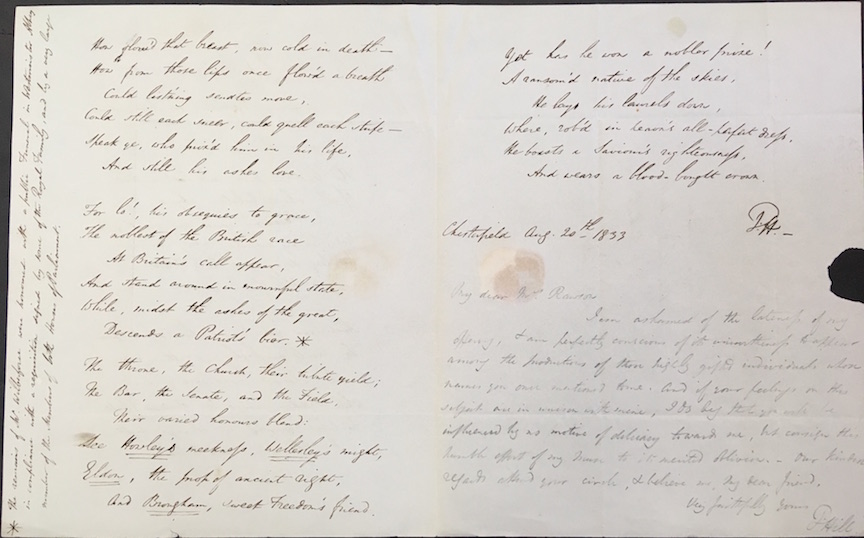 How glow'd that breast, now cold in death—
How from those lips once flow'd a breath
Could list'ning senates move,
Could still each sneer, could quell each strife—
Speak ye, who priz'd him in his life,
And still his ashes love.
For lo!, his obsequies to grace,
The noblest of the British race
At Britain's call appear,
And stand around in mournful state,
While, midst the ashes of the great,
Descends a Patriot's bier. *
The throne, the Church, their tribute yield;
The Bar, the Senate, and the Field,
Their varied honours blend:
See Howley's meekness, Wellesley's might,
Eldon, the prop of ancient right,
And Brougham, sweet Freedom's friend.
* The remains of Mr Wilberforce were honoured with a public Funeral in Westminster Abbey
in compliance with a requisition signed by some of the Royal Family, and by a very large
number of the Members of both Houses of Parliament.
Yet has he won a nobler prize!
A ransom'd native of the skies,
He lays his laurels down,
Where, rob'd in heaven's all-perfect dress,
He boasts a Saviour's righteousness,
And wears a blood-bought crown.
TH.—
Chesterfield Aug. 20th 1833
My dear Mrs Rawson
I am ashamed of the lateness of my
offering, & am perfectly conscious of its unworthiness to appear
among the productions of those highly gifted individuals whose
names you once mentioned to me. And if your feelings on this
subject are in unison with mine, I do beg that you will be
influenced by no motive of delicacy toward me, but consign this
humble effort of my Muse to its merited oblivion. - Our kindest
regards attend your circle, & believe me, my dear friend,
Very faithfully yours
T Hill